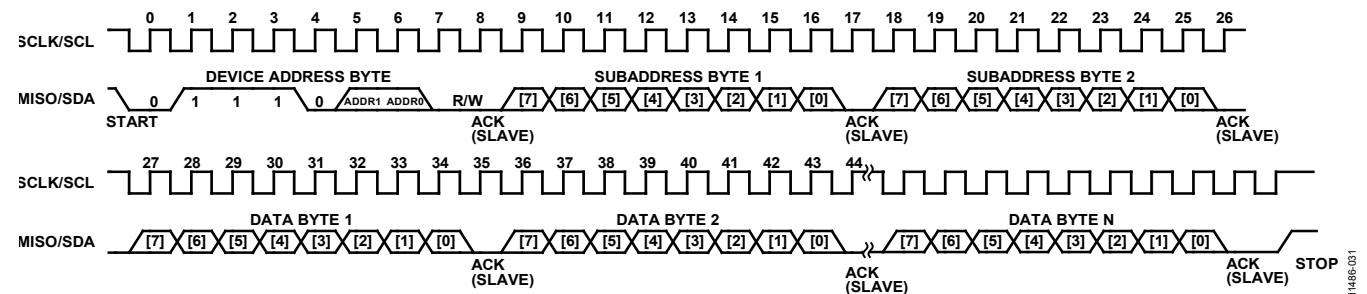 0 1 2 3 4 5 6 7 8 9 10 11 12 13 14 15 16 17 18 19 20 21 22 23 24 25 26
SCLK/SCL
DEVICE ADDRESS BYTE SUBADDRESS BYTE 1 SUBADDRESS BYTE 2
MISO/SDA 0 1 1 1 0 ADDR1 ADDR0 R/W [7] [6] [5] [4] [3] [2] [1] [0] [7] [6] [5] [4] [3] [2] [1] [0]
START ACK ACK ACK
(SLAVE) (SLAVE) (SLAVE)
27 28 29 30 31 32 33 34 35 36 37 38 39 40 41 42 43 44
SCLK/SCL
DATA BYTE 1 DATA BYTE 2 DATA BYTE N
MISO/SDA [7] [6] [5] [4] [3] [2] [1] [0] [7] [6] [5] [4] [3] [2] [1] [0] [7] [6] [5] [4] [3] [2] [1] [0]
ACK ACK ACK STOP
(SLAVE) (SLAVE) (SLAVE)
11486-031